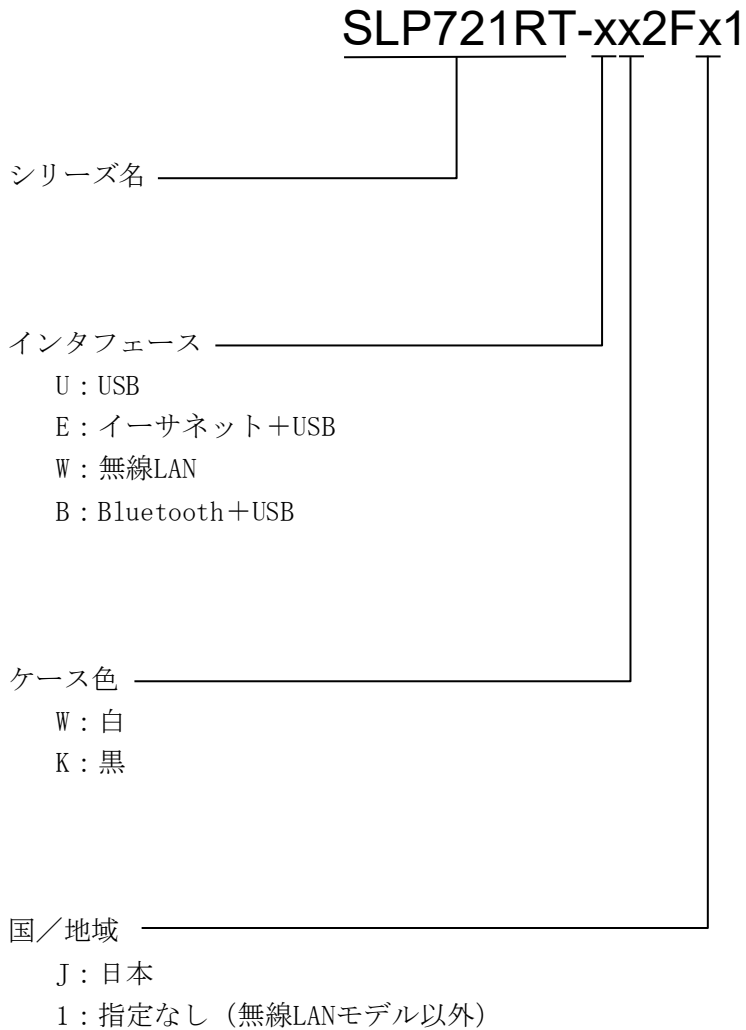 SLP721RT-xx2Fx1
シリーズ名
インタフェース
U：USB
E：イーサネット＋USB
W：無線LAN
B：Bluetooth＋USB
ケース色
W：白
K：黒
国／地域
J：日本
1：指定なし（無線LANモデル以外）